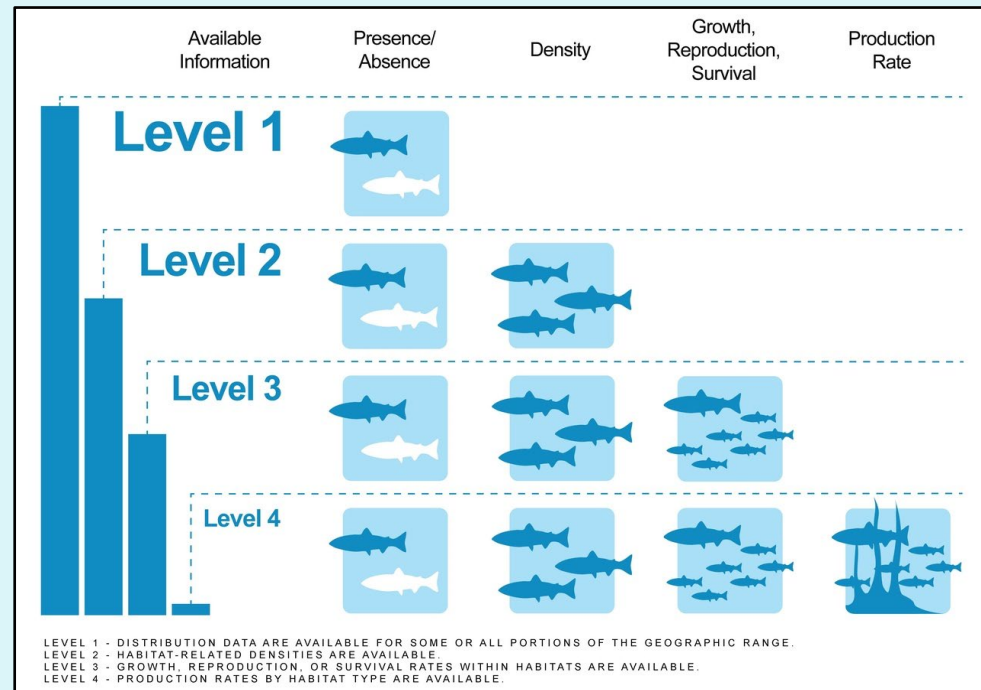 Available
Information
Presence/
Absence
Density
Growth,
Reproduction,
Survival
Production
Rate
Level 1
Level 2
Level 3
Level 4
LEVEL 1 - DISTRIBUTION DATA ARE AVAILABLE FOR SOME OR ALL PORTIONS OF THE GEOGRAPHIC RANGE.
LEVEL 2 - HABITAT-RELATED DENSITIES ARE AVAILABLE.
LEVEL 3 - GROWTH, REPRODUCTION, OR SURVIVAL RATES WITHIN HABITATS ARE AVAILABLE.
LEVEL 4 - PRODUCTION RATES BY HABITAT TYPE ARE AVAILABLE.